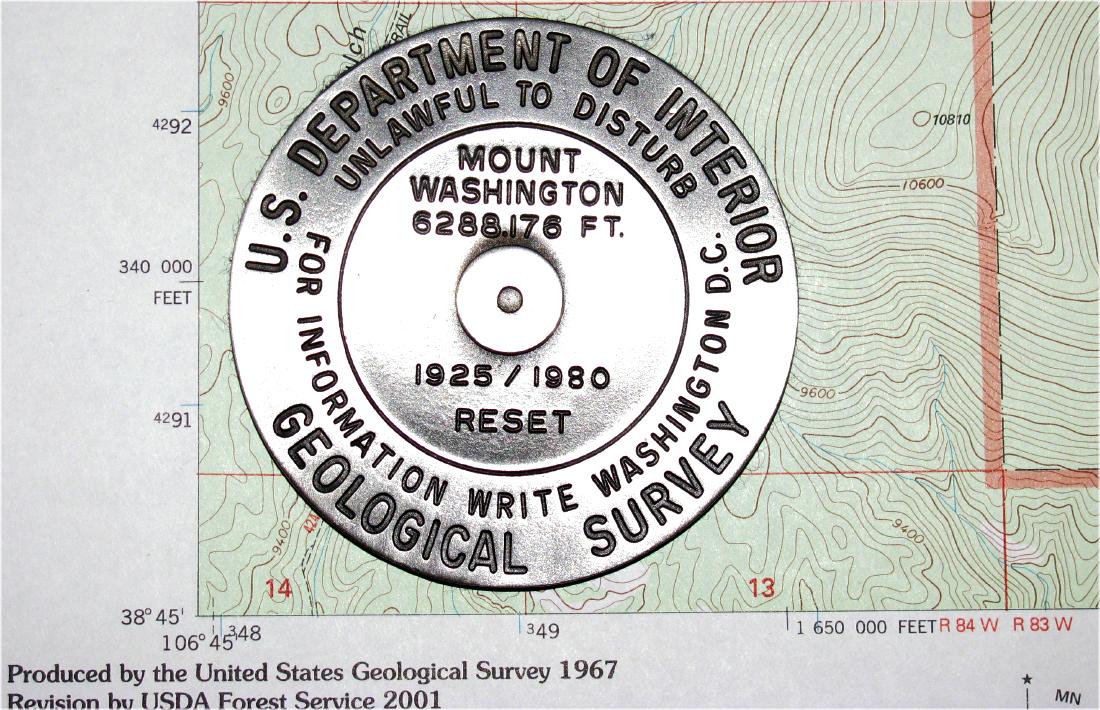 ch
RAIL
9600
4292
10810
10600
340 000
FEET
4291
9600
9400
424
9400
14
13
38° 45'
106° 45'
348
349
1 650 000 FEET
R 84 W
R 83 W
Produced by the United States Geological Survey 1967
Revision by USDA Forest Service 2001
MN
U.S. DEPARTMENT OF INTERIOR
UNLAWFUL TO DISTURB
MOUNT
WASHINGTON
6288.176 FT.
1925 / 1980
RESET
FOR INFORMATION WRITE WASHINGTON D.C.
GEOLOGICAL SURVEY